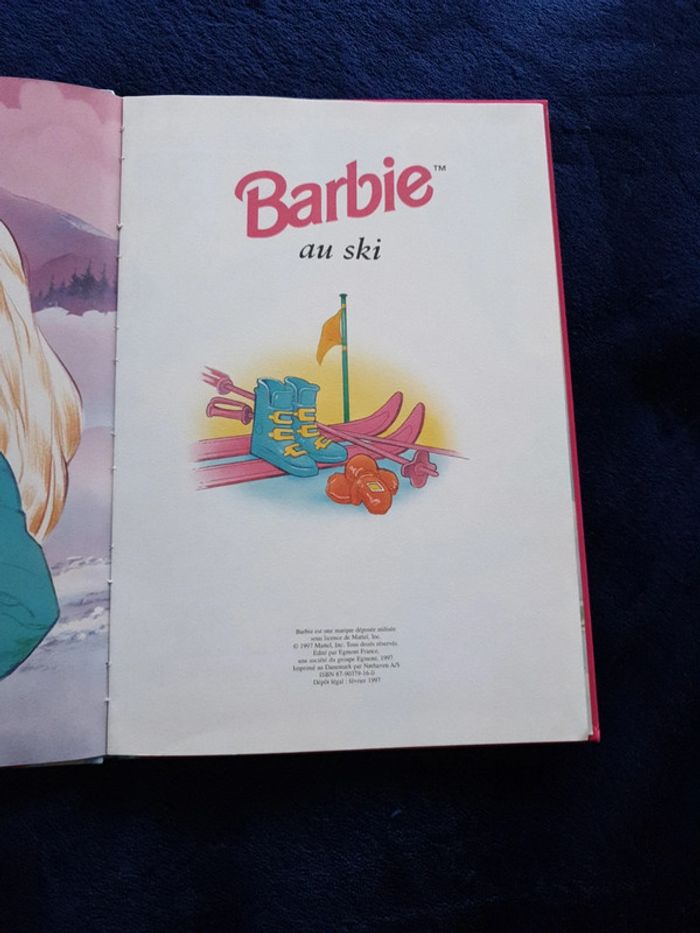 Barbie™
au ski
Barbie est une marque déposée utilisée
sous licence de Mattel, Inc.
© 1997 Mattel, Inc. Tous droits réservés.
Édité par Egmont France,
une société du groupe Egmont, 1997
Imprimé au Danemark par Nørhaven A/S
ISBN 87-90379-16-0
Dépôt légal : février 1997